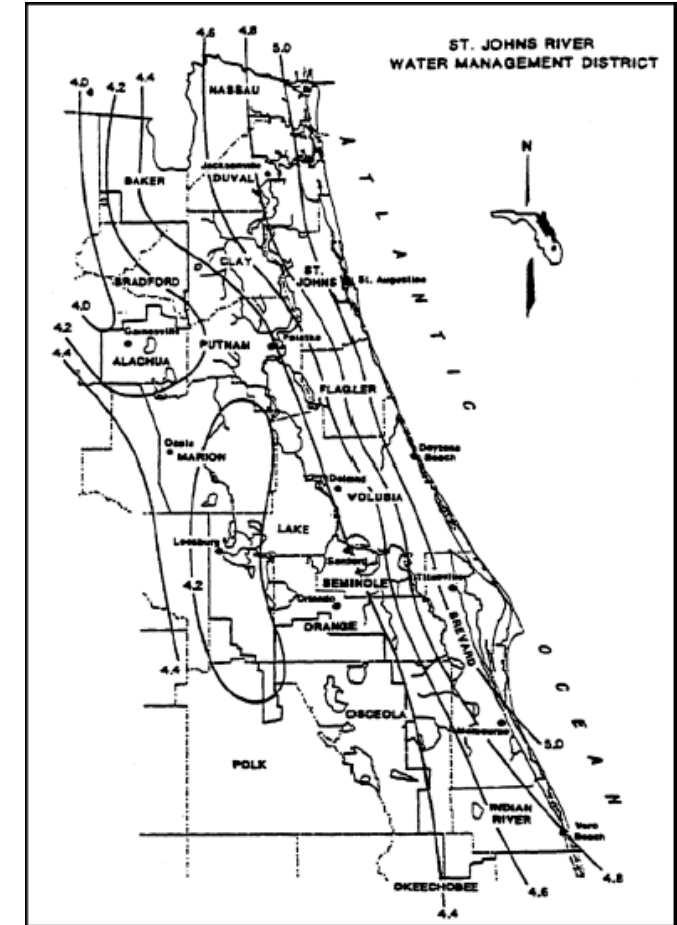 ST. JOHNS RIVER
WATER MANAGEMENT DISTRICT
4.6
4.8
5.0
4.0
4.2
4.4
NASSAU
N
Jacksonville
DUVAL
BAKER
A T L A N T I C
CLAY
ST.
JOHNS
St. Augustine
BRADFORD
4.0
4.2
4.4
Gainesville
ALACHUA
PUTNAM
Palatka
FLAGLER
Ocala
MARION
Daytona
Beach
Deland
VOLUSIA
LAKE
Leesburg
Sanford
SEMINOLE
Titusville
4.2
Orlando
ORANGE
BREVARD
O C E A N
4.4
OSCEOLA
Melbourne
5.0
POLK
INDIAN
RIVER
Vero
Beach
4.8
4.6
OKEECHOBEE
4.4